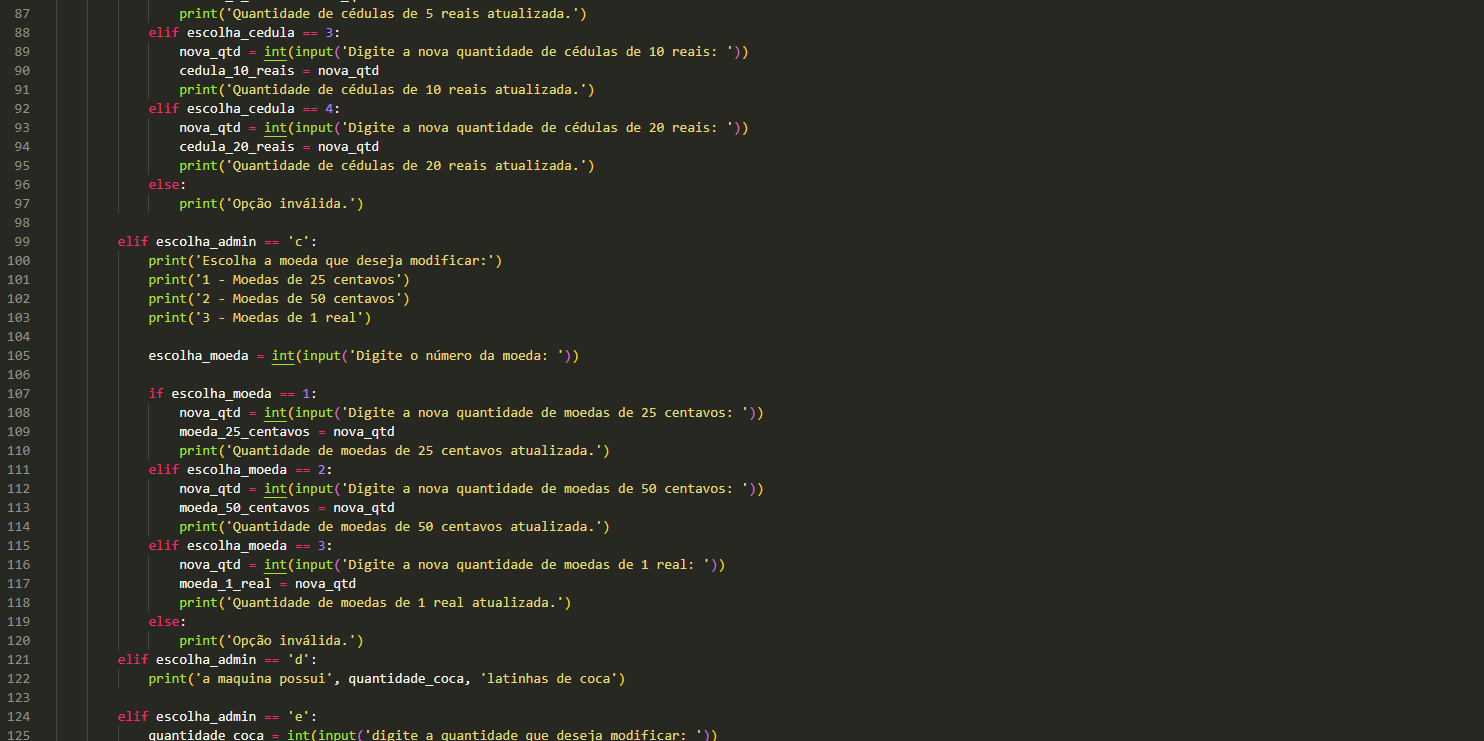 87 print('Quantidade de cédulas de 5 reais atualizada.')
88 elif escolha_cedula == 3:
89 nova_qtd = int(input('Digite a nova quantidade de cédulas de 10 reais: '))
90 cedula_10_reais = nova_qtd
91 print('Quantidade de cédulas de 10 reais atualizada.')
92 elif escolha_cedula == 4:
93 nova_qtd = int(input('Digite a nova quantidade de cédulas de 20 reais: '))
94 cedula_20_reais = nova_qtd
95 print('Quantidade de cédulas de 20 reais atualizada.')
96 else:
97 print('Opção inválida.')
98
99 elif escolha_admin == 'c':
100 print('Escolha a moeda que deseja modificar:')
101 print('1 - Moedas de 25 centavos')
102 print('2 - Moedas de 50 centavos')
103 print('3 - Moedas de 1 real')
104
105 escolha_moeda = int(input('Digite o número da moeda: '))
106
107 if escolha_moeda == 1:
108 nova_qtd = int(input('Digite a nova quantidade de moedas de 25 centavos: '))
109 moeda_25_centavos = nova_qtd
110 print('Quantidade de moedas de 25 centavos atualizada.')
111 elif escolha_moeda == 2:
112 nova_qtd = int(input('Digite a nova quantidade de moedas de 50 centavos: '))
113 moeda_50_centavos = nova_qtd
114 print('Quantidade de moedas de 50 centavos atualizada.')
115 elif escolha_moeda == 3:
116 nova_qtd = int(input('Digite a nova quantidade de moedas de 1 real: '))
117 moeda_1_real = nova_qtd
118 print('Quantidade de moedas de 1 real atualizada.')
119 else:
120 print('Opção inválida.')
121 elif escolha_admin == 'd':
122 print('a maquina possui', quantidade_coca, 'latinhas de coca')
123
124 elif escolha_admin == 'e':
125 quantidade_coca = int(input('digite a quantidade que deseja modificar: '))